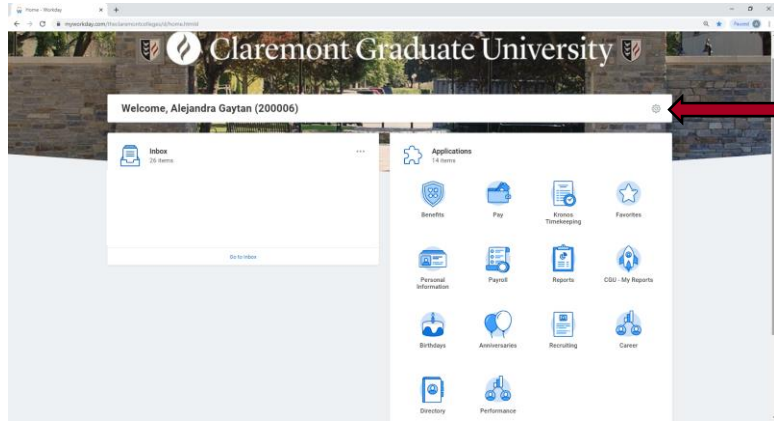 Home - Workday
myworkday.com/theclaremontcolleges/d/home.htmld
Paused
Claremont Graduate University
Welcome, Alejandra Gaytan (200006)
Inbox
26 items
Go to Inbox
Applications
14 items
Benefits
Pay
Kronos Timekeeping
Favorites
Personal Information
Payroll
Reports
CGU - My Reports
Birthdays
Anniversaries
Recruiting
Career
Directory
Performance